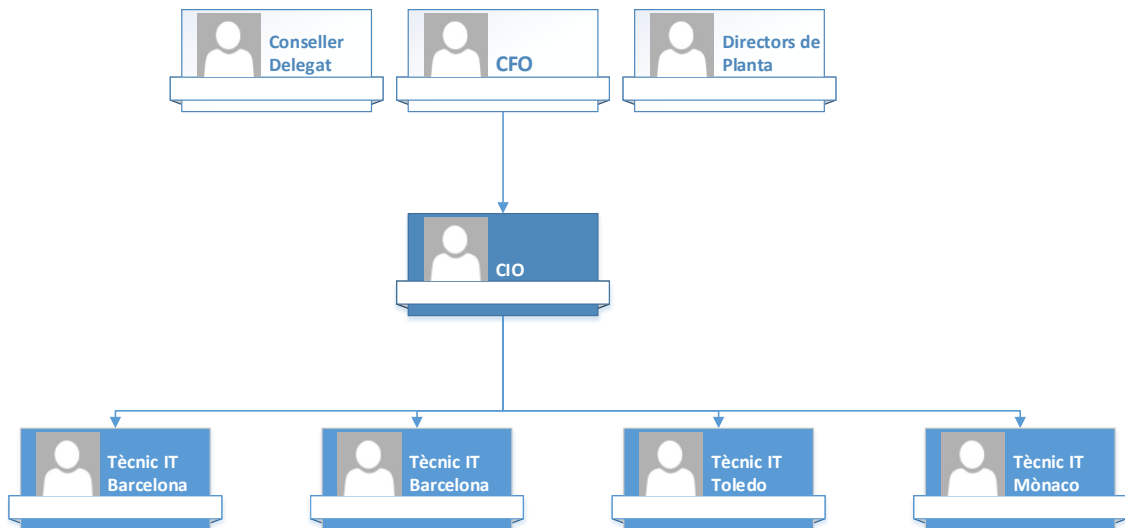 Conseller
Delegat
CFO
Directors de
Planta
CIO
Tècnic IT
Barcelona
Tècnic IT
Barcelona
Tècnic IT
Toledo
Tècnic IT
Mònaco